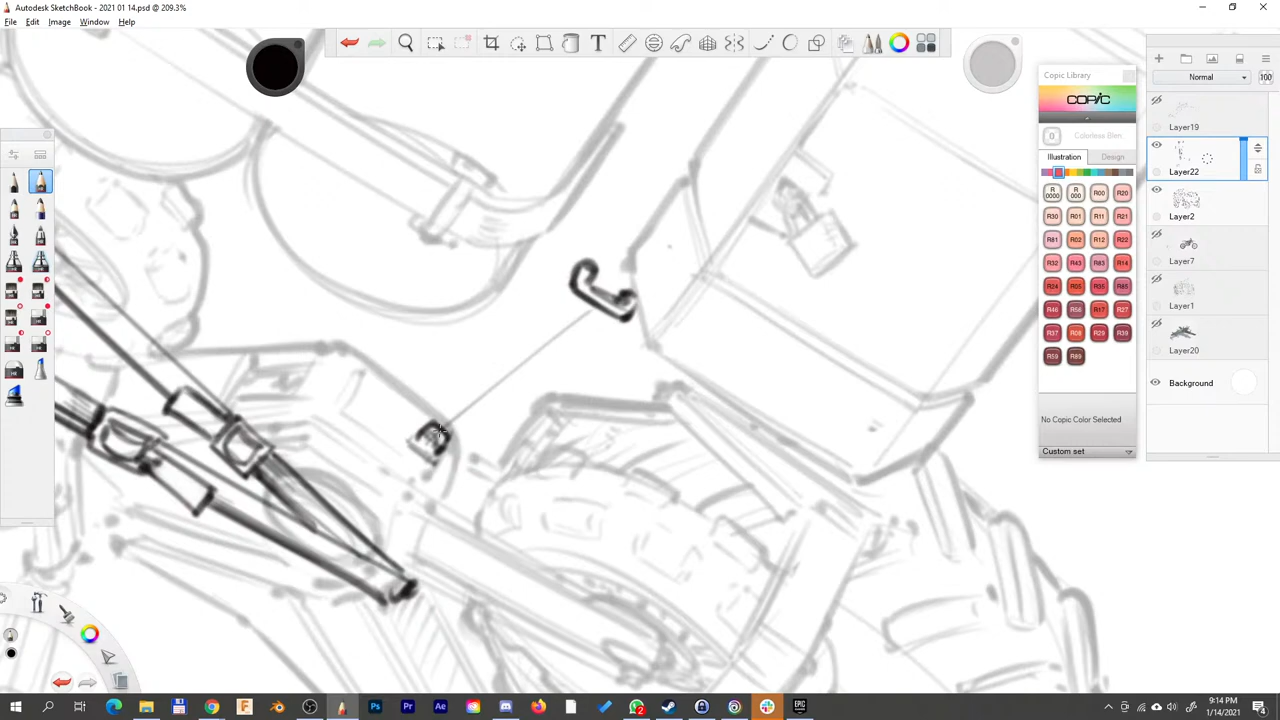 Autodesk SketchBook - 2021 01 14.psd @ 209.3%
File Edit Image Window Help
Copic Library
COPIC
0 Colorless Blen..
Illustration Design
R0000 R000 R00 R20
R30 R01 R11 R21
R81 R02 R12 R22
R32 R43 R83 R14
R24 R05 R35 R85
R46 R56 R17 R27
R37 R08 R29 R39
R59 R89
No Copic Color Selected
Custom set
Normal 100
Layer19
Layer22
Layer2
Layer7
Layer1
Layer20
Background
9:14 PM
1/14/2021